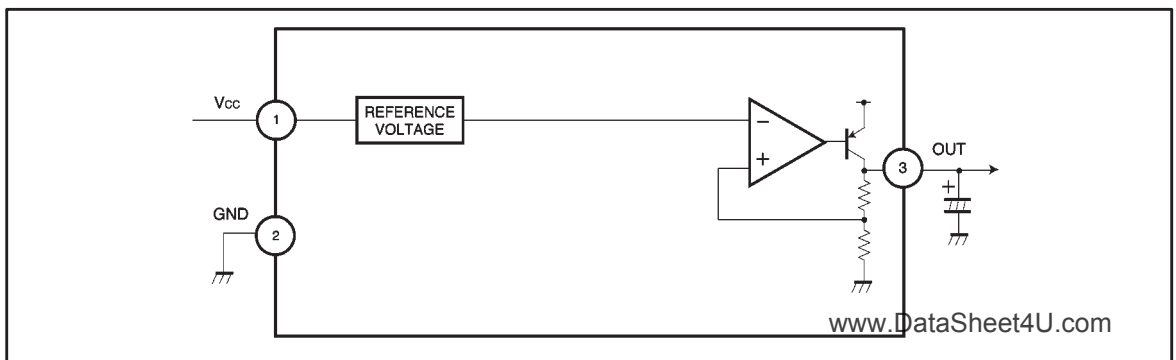 Vcc
1
REFERENCE
VOLTAGE
−
+
OUT
3
+
GND
2
www.DataSheet4U.com